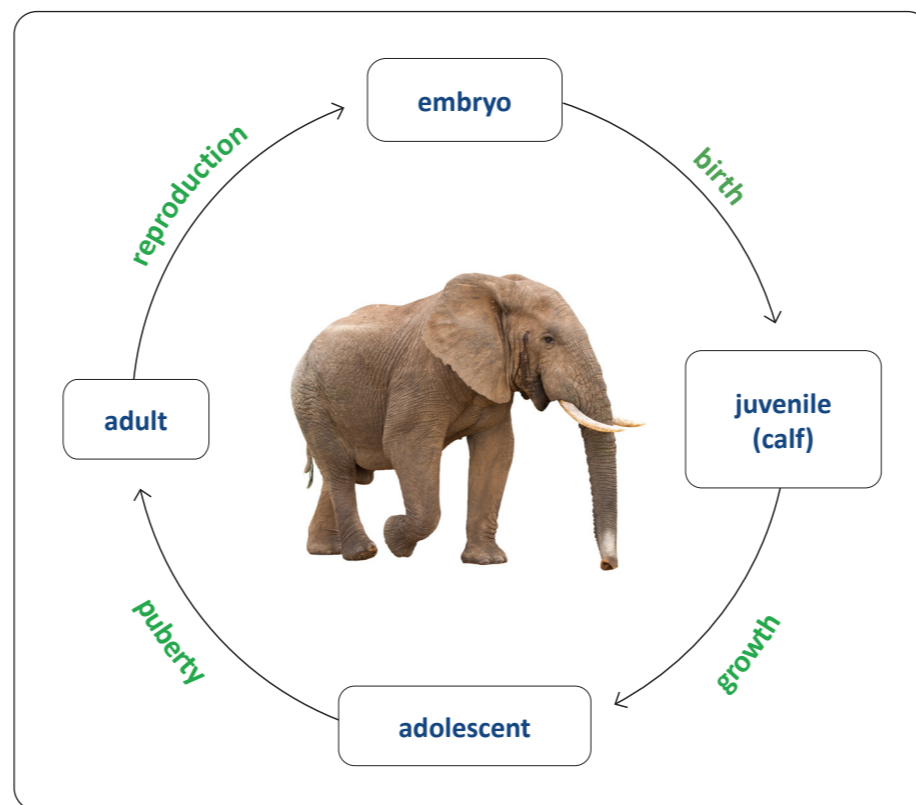 embryo
birth
juvenile
(calf)
growth
adolescent
puberty
adult
reproduction